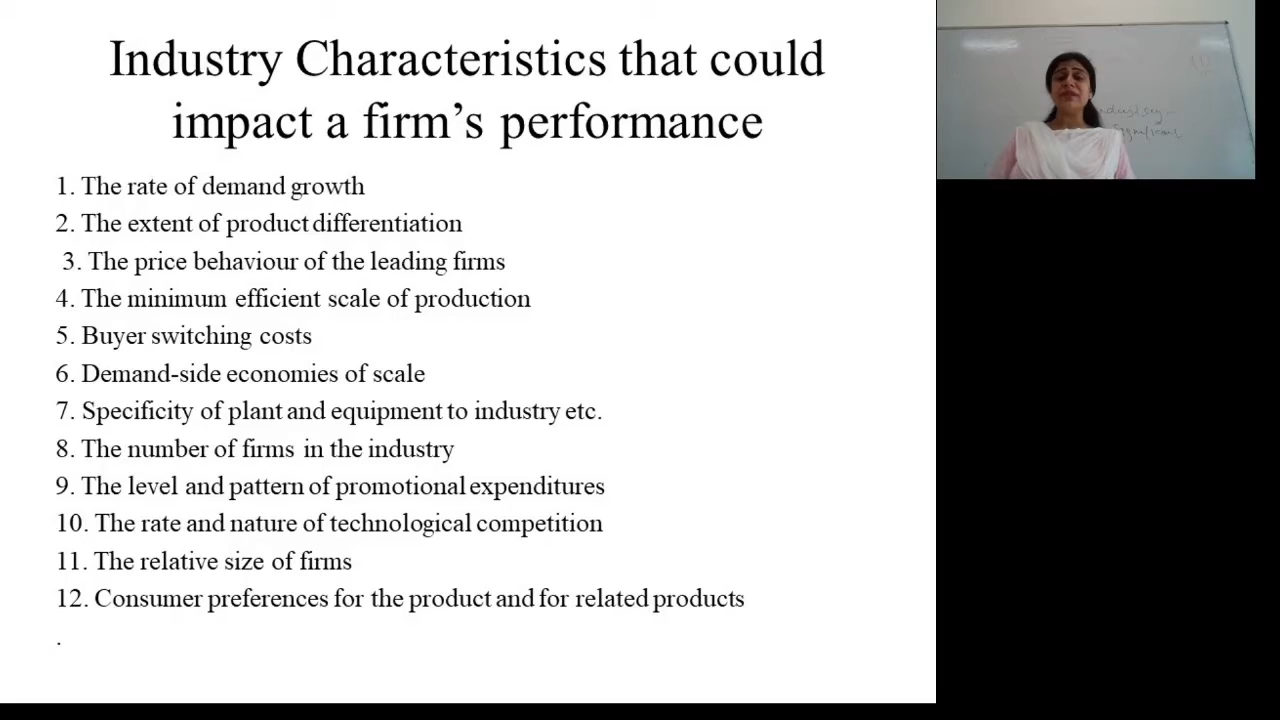 Industry Characteristics that could
impact a firm's performance
1. The rate of demand growth
2. The extent of product differentiation
3. The price behaviour of the leading firms
4. The minimum efficient scale of production
5. Buyer switching costs
6. Demand-side economies of scale
7. Specificity of plant and equipment to industry etc.
8. The number of firms in the industry
9. The level and pattern of promotional expenditures
10. The rate and nature of technological competition
11. The relative size of firms
12. Consumer preferences for the product and for related products
.